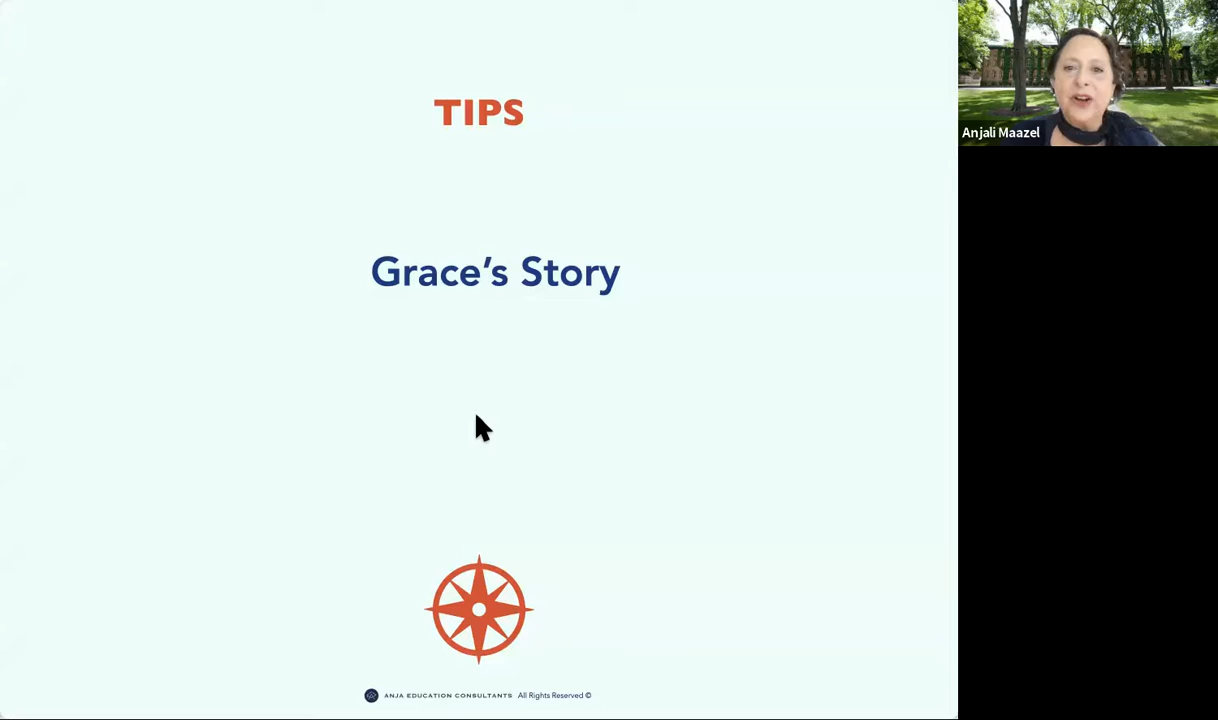 TIPS
Grace’s Story
Anjali Maazel
ANJA EDUCATION CONSULTANTS All Rights Reserved ©